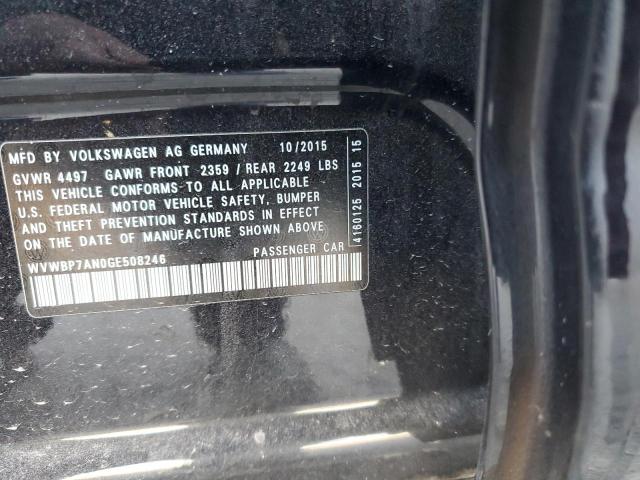 MFD BY VOLKSWAGEN AG GERMANY 10/2015
GVWR 4497 GAWR FRONT 2359 / REAR 2249 LBS
THIS VEHICLE CONFORMS TO ALL APPLICABLE
U.S. FEDERAL MOTOR VEHICLE SAFETY, BUMPER
AND THEFT PREVENTION STANDARDS IN EFFECT
ON THE DATE OF MANUFACTURE SHOWN ABOVE
WVWBP7AN0GE508246 PASSENGER CAR
4160125 2015 15